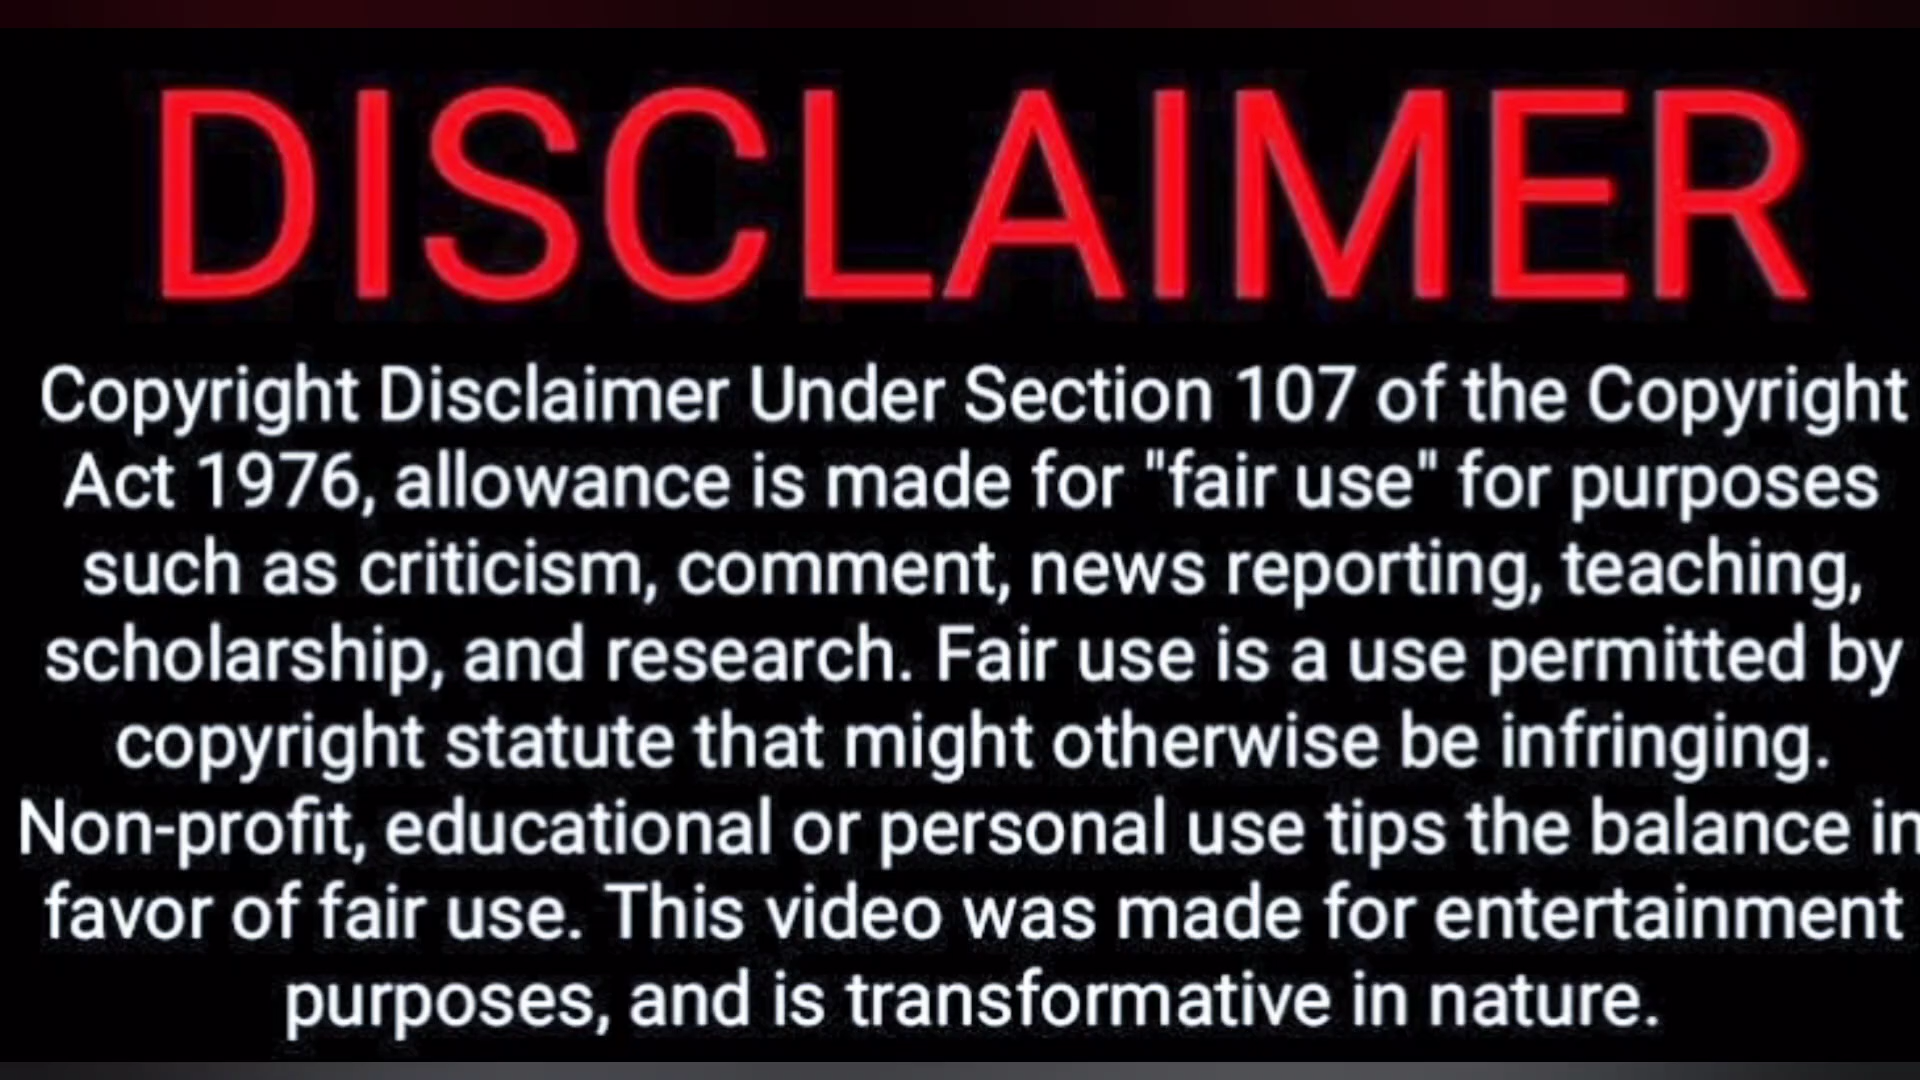 DISCLAIMER
Copyright Disclaimer Under Section 107 of the Copyright
Act 1976, allowance is made for "fair use" for purposes
such as criticism, comment, news reporting, teaching,
scholarship, and research. Fair use is a use permitted by
copyright statute that might otherwise be infringing.
Non-profit, educational or personal use tips the balance in
favor of fair use. This video was made for entertainment
purposes, and is transformative in nature.